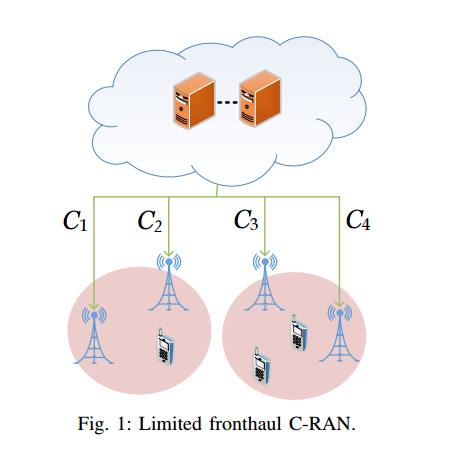 C1 C2 C3 C4
Fig. 1: Limited fronthaul C-RAN.